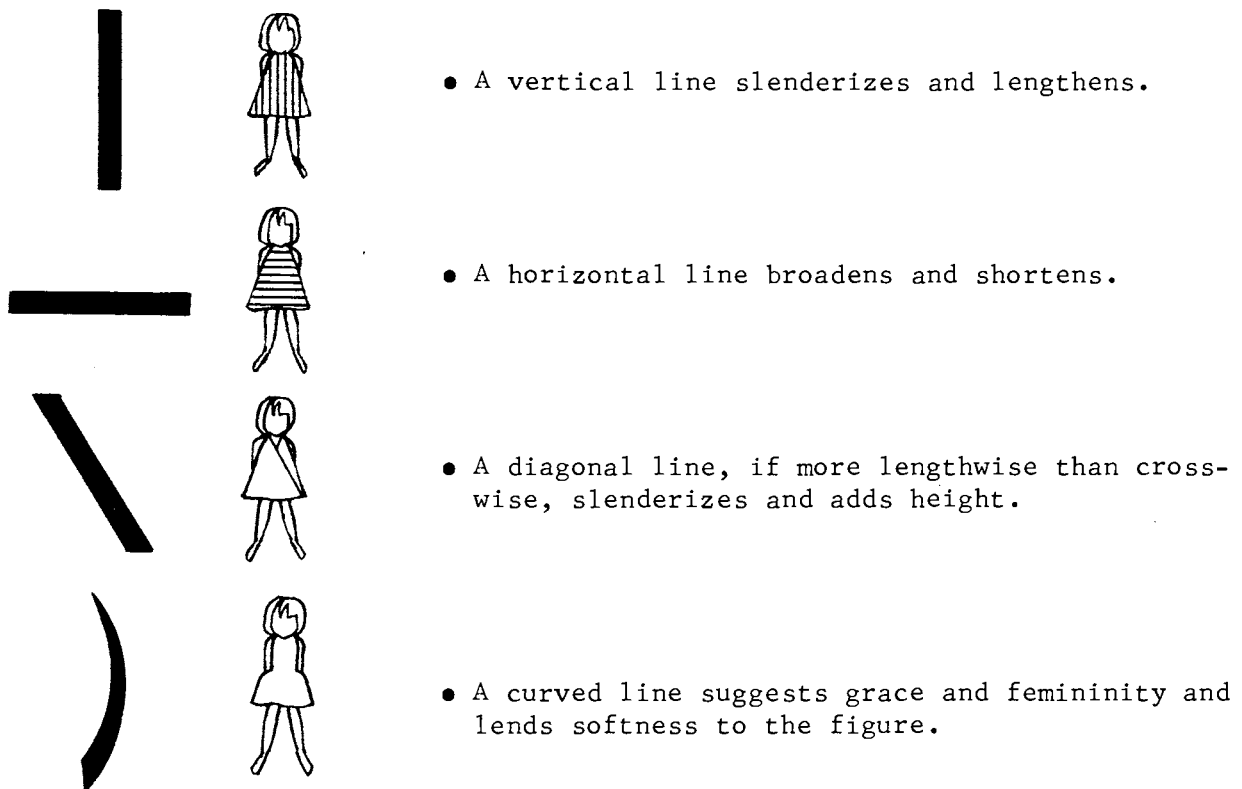 • A vertical line slenderizes and lengthens.
• A horizontal line broadens and shortens.
• A diagonal line, if more lengthwise than cross-
wise, slenderizes and adds height.
• A curved line suggests grace and femininity and
lends softness to the figure.